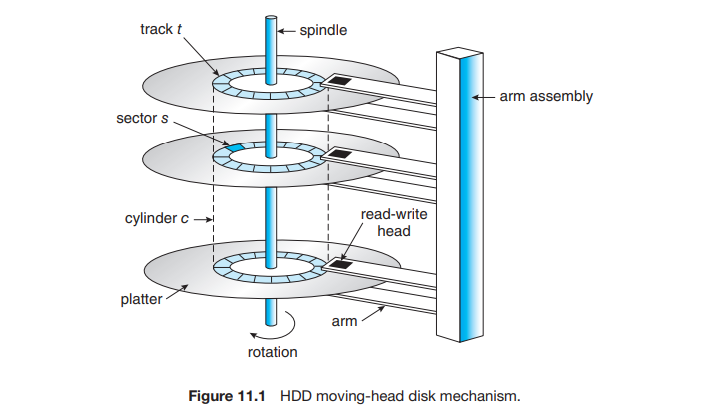 track t
spindle
arm assembly
sector s
cylinder c
read-write
head
platter
arm
rotation
Figure 11.1 HDD moving-head disk mechanism.